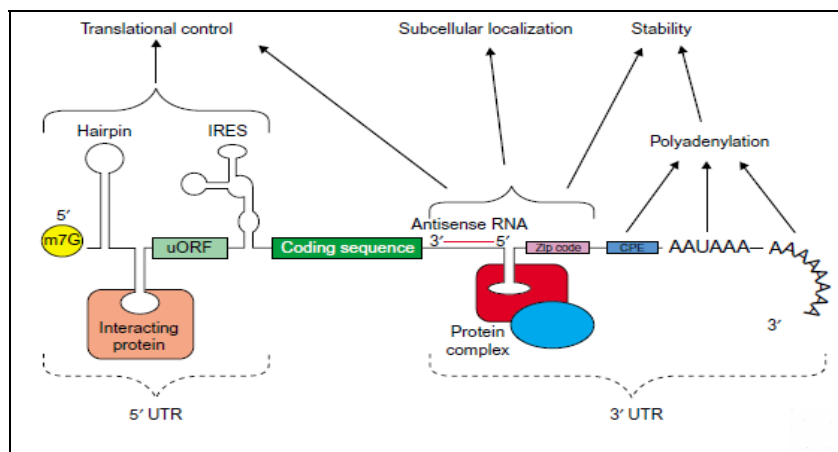 Translational control
Subcellular localization
Stability
Hairpin
IRES
Polyadenylation
5′
Antisense RNA
3′
5′
m7G
uORF
Coding sequence
Zip code
CPE
AAUAAA
AAAAAAAA
Interacting
protein
Protein
complex
3′
5′ UTR
3′ UTR